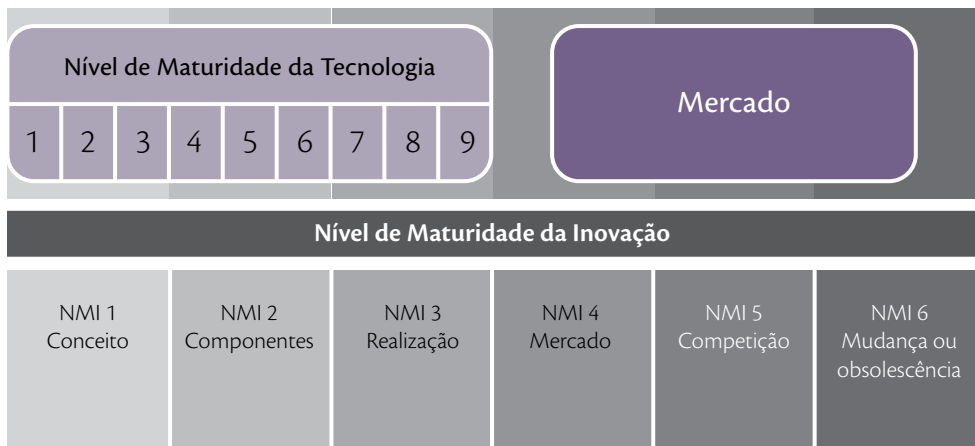 Nível de Maturidade da Tecnologia
1 2 3 4 5 6 7 8 9
Mercado
Nível de Maturidade da Inovação
NMI 1
Conceito
NMI 2
Componentes
NMI 3
Realização
NMI 4
Mercado
NMI 5
Competição
NMI 6
Mudança ou
obsolescência